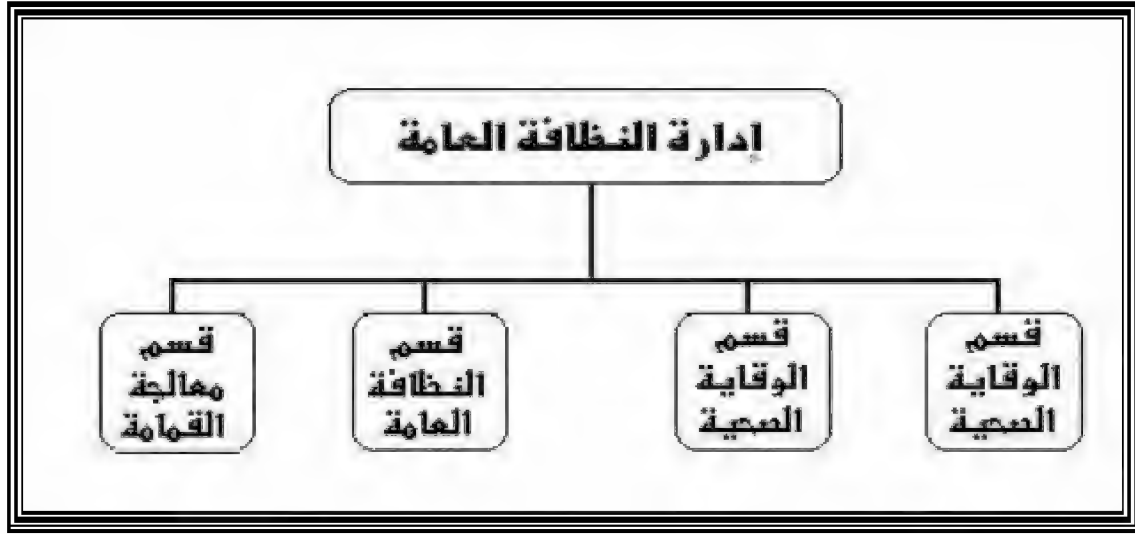 إدارة النظافة العامة
قسم
الوقاية
الصحية
قسم
الوقاية
الصحية
قسم
النظافة
العامة
قسم
معالجة
القمامة